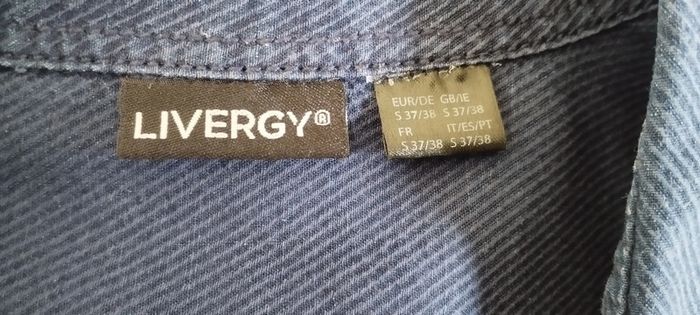 LIVERGY®
EUR/DE GB/IE
S 37/38 S 37/38
FR IT/ES/PT
S 37/38 S 37/38